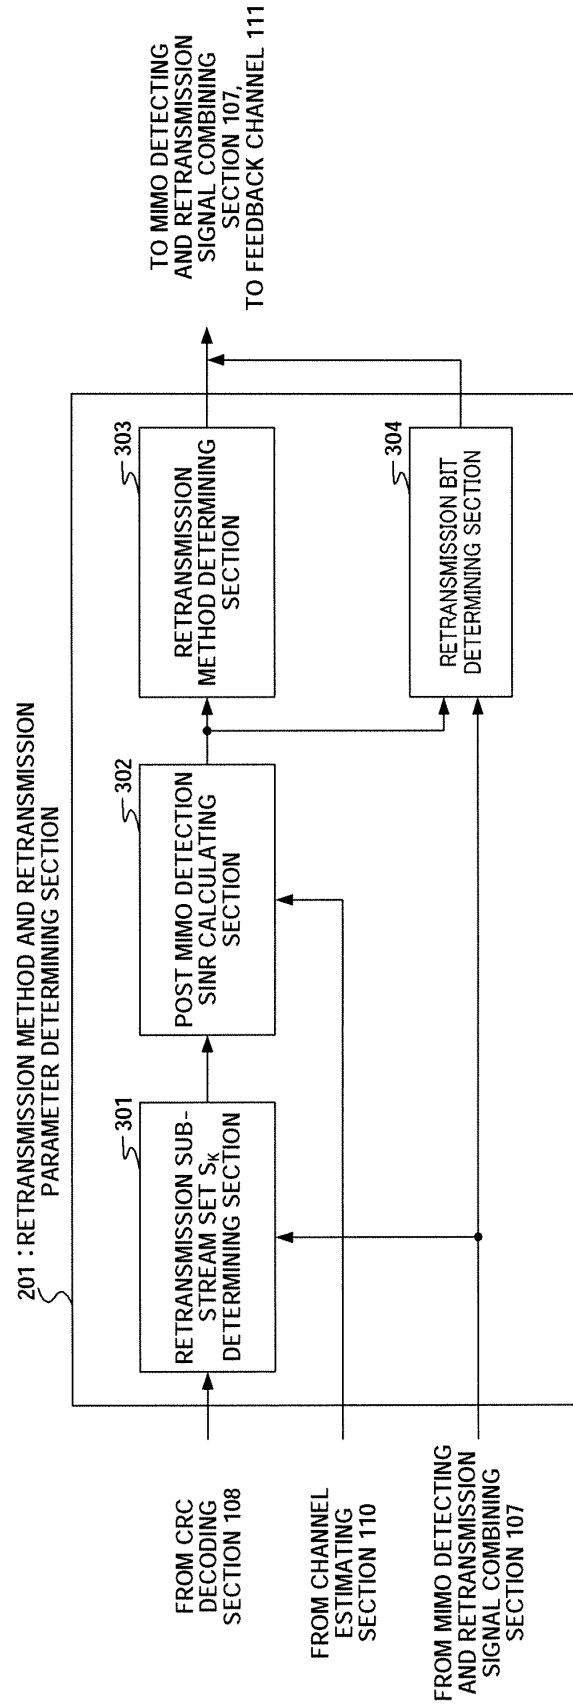 201 : RETRANSMISSION METHOD AND RETRANSMISSION
PARAMETER DETERMINING SECTION
FROM CRC
DECODING
SECTION 108
FROM CHANNEL
ESTIMATING
SECTION 110
FROM MIMO DETECTING
AND RETRANSMISSION
SIGNAL COMBINING
SECTION 107
301
RETRANSMISSION SUB-
STREAM SET SK
DETERMINING SECTION
302
POST MIMO DETECTION
SINR CALCULATING
SECTION
303
RETRANSMISSION
METHOD DETERMINING
SECTION
304
RETRANSMISSION BIT
DETERMINING SECTION
TO MIMO DETECTING
AND RETRANSMISSION
SIGNAL COMBINING
SECTION 107,
TO FEEDBACK CHANNEL 111